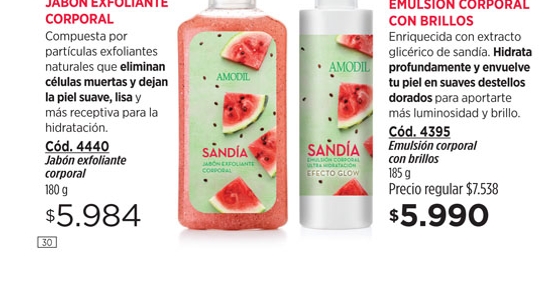 JABÓN EXFOLIANTE
CORPORAL
Compuesta por
partículas exfoliantes
naturales que eliminan
células muertas y dejan
la piel suave, lisa y
más receptiva para la
hidratación.
Cód. 4440
Jabón exfoliante
corporal
180 g
$5.984
30
AMODIL
SANDÍA
JABÓN EXFOLIANTE
CORPORAL
AMODIL
SANDÍA
EMULSIÓN CORPORAL
ULTRA HIDRATACIÓN
EFECTO GLOW
EMULSIÓN CORPORAL
CON BRILLOS
Enriquecida con extracto
glicérico de sandía. Hidrata
profundamente y envuelve
tu piel en suaves destellos
dorados para aportarte
más luminosidad y brillo.
Cód. 4395
Emulsión corporal
con brillos
185 g
Precio regular $7.538
$5.990